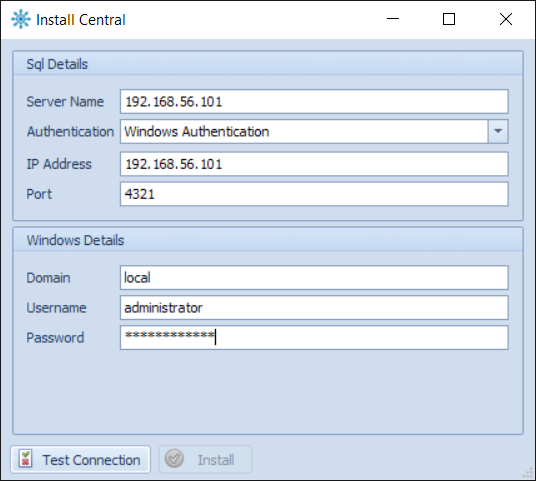 Install Central
Sql Details
Server Name 192.168.56.101
Authentication Windows Authentication
IP Address 192.168.56.101
Port 4321
Windows Details
Domain local
Username administrator
Password ************
Test Connection Install